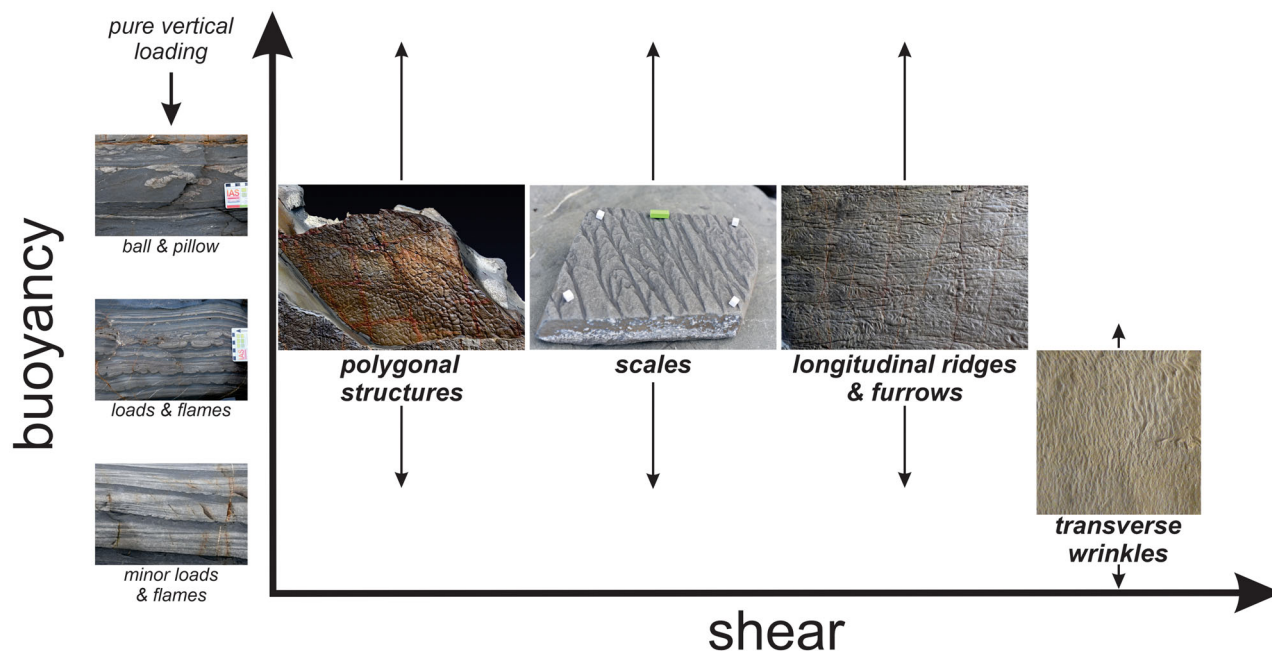 pure vertical
loading
IAS
ball & pillow
loads & flames
minor loads
& flames
buoyancy
polygonal
structures
scales
longitudinal ridges
& furrows
transverse
wrinkles
shear